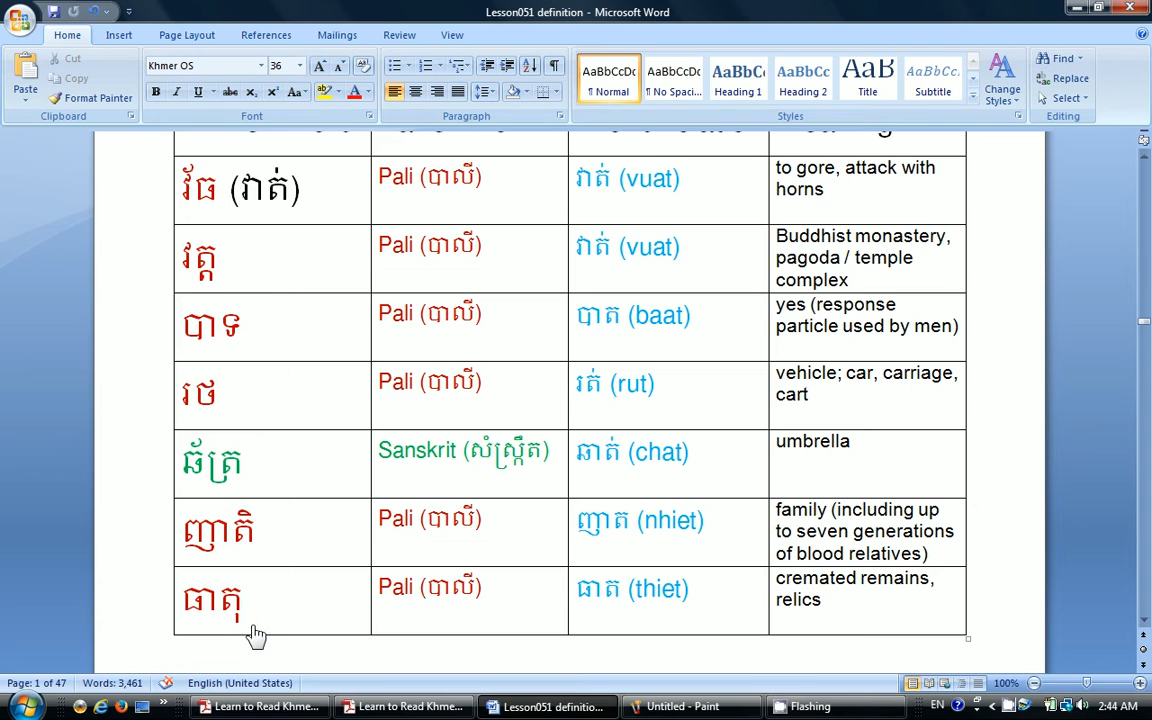 Lesson051 definition - Microsoft Word
Home Insert Page Layout References Mailings Review View
Paste
Cut
Copy
Format Painter
Clipboard
Khmer OS 36
Font
Paragraph
AaBbCcDc
¶ Normal
AaBbCcDc
¶ No Spaci...
AaBbCc
Heading 1
AaBbCc
Heading 2
AaB
Title
AaBbCc.
Subtitle
Change
Styles
Styles
Find
Replace
Select
Editing
វ័ធ (វាត់) Pali (បាលី) វាត់ (vuat) to gore, attack with
horns
វត្ត Pali (បាលី) វាត់ (vuat) Buddhist monastery,
pagoda / temple
complex
បាទ Pali (បាលី) បាត (baat) yes (response
particle used by men)
រថ Pali (បាលី) រត់ (rut) vehicle; car, carriage,
cart
ឆ័ត្រ Sanskrit (សំស្រ្កឹត) ឆាត់ (chat) umbrella
ញាតិ Pali (បាលី) ញាត (nhiet) family (including up
to seven generations
of blood relatives)
ធាតុ Pali (បាលី) ធាត (thiet) cremated remains,
relics
Page: 1 of 47 Words: 3,461 English (United States) 100%
Learn to Read Khme... Learn to Read Khme... Lesson051 definitio... Untitled - Paint Flashing EN 2:44 AM